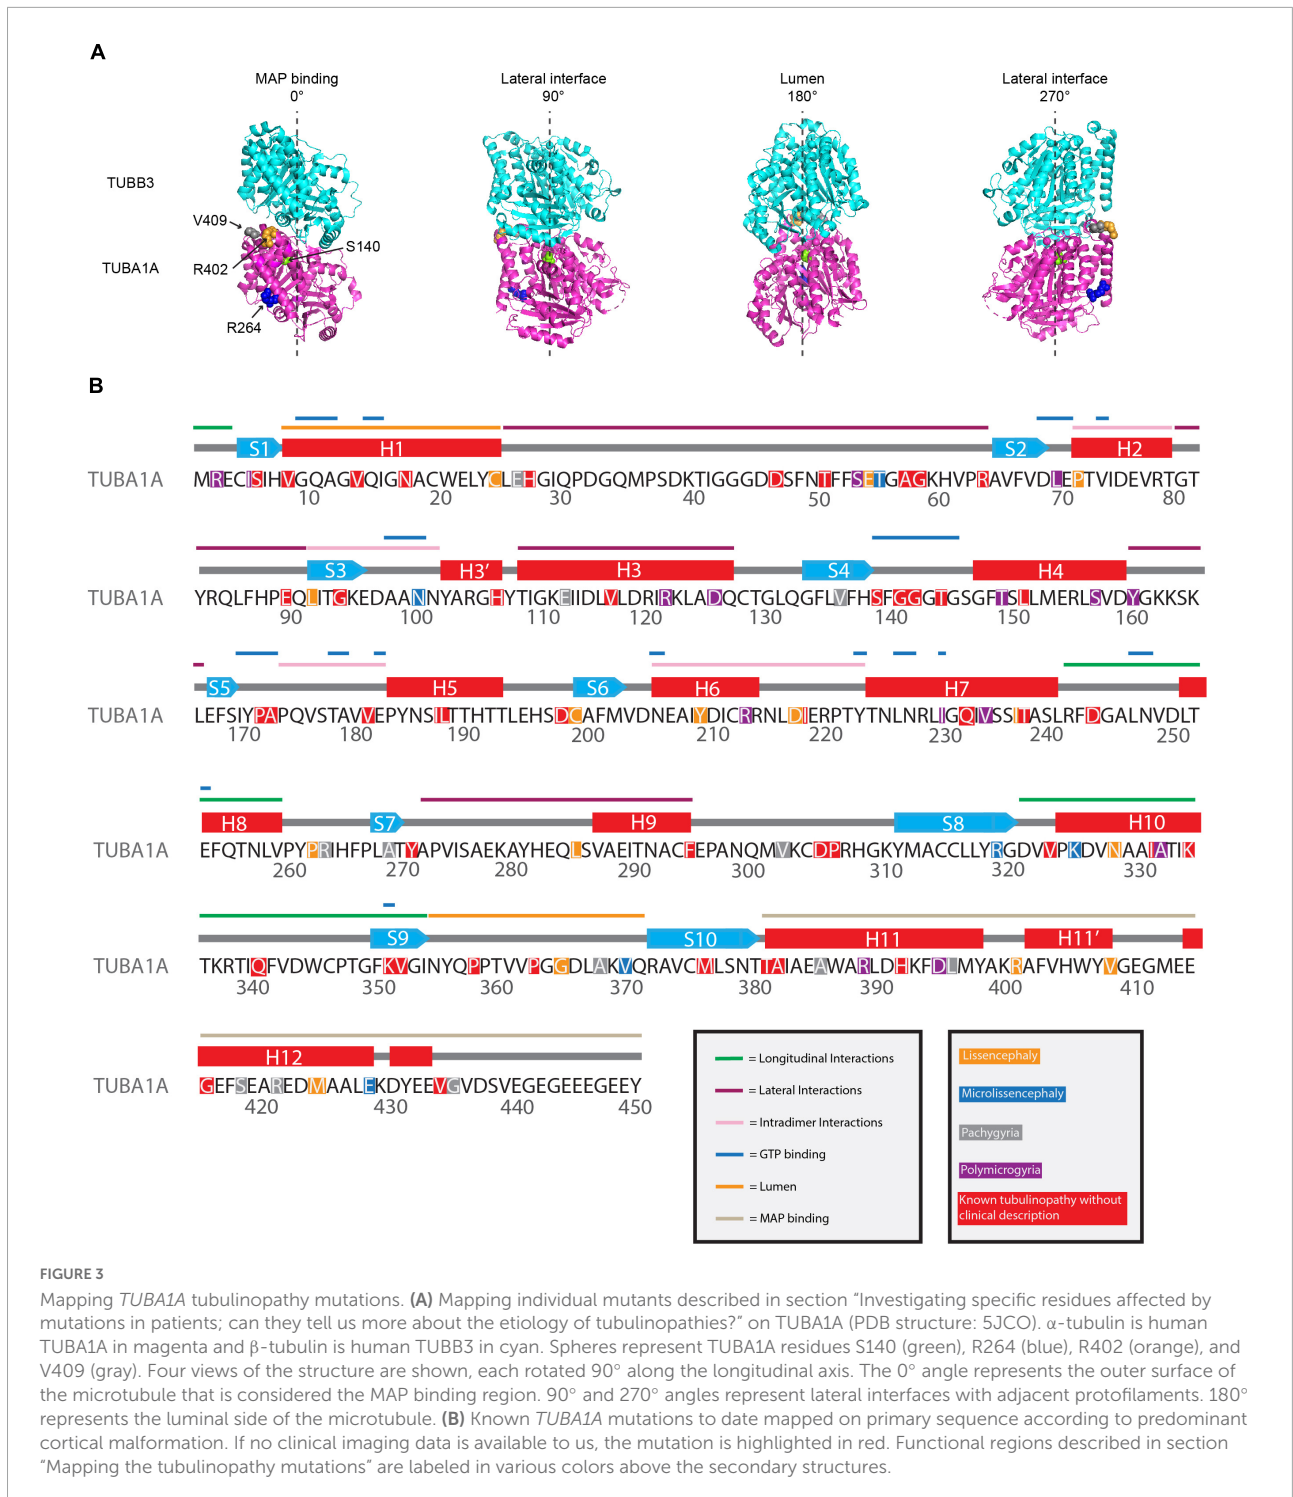 A
MAP binding
0°
Lateral interface
90°
Lumen
180°
Lateral interface
270°
TUBB3
V409
S140
TUBA1A
R402
R264
B
S1 H1 S2 H2
TUBA1A MRECISIHVGQAGVQIGNACWELYCLEHGIQPDGQMPSDKTIGGGDDSFNTFFSETGAGKHVPRAVFVDLEPTVIDEVRTGT
10 20 30 40 50 60 70 80
S3 H3′ H3 S4 H4
TUBA1A YRQLFHPEQLITGKEDAANNYARGHYTIGKEIIDLVLDRIRKLADQCTGLQGFLVFHSFGGGTGSGFTSLLMERLSVDYGKKSK
90 100 110 120 130 140 150 160
S5 H5 S6 H6 H7
TUBA1A LEFSIYPAPQVSTAVVEPYNSILTTHTTLEHSDCAFMVDNEAIYDICRRNLDIERPTYTNLNRLIGQIVSSITASLRFDGALNVDLT
170 180 190 200 210 220 230 240 250
H8 S7 H9 S8 H10
TUBA1A EFQTNLVPYPRIHFPLATYAPVISAEKAYHEQLSVAEITNACFEPANQMVKCDPRHGKYMACCLLYRGDVVPKDVNAAIATIK
260 270 280 290 300 310 320 330
S9 S10 H11 H11′
TUBA1A TKRTIQFVDWCPTGFKVGINYQPPTVVPGGDLAKVQRAVCMLSNTTAIAEAWARLDHKFDLMYAKRAFVHWYVGEGMEE
340 350 360 370 380 390 400 410
H12
TUBA1A GEFSEAREDMAALEKDYEEVGVDSVEGEGEEEGEEY
420 430 440 450
= Longitudinal Interactions
= Lateral Interactions
= Intradimer Interactions
= GTP binding
= Lumen
= MAP binding
Lissencephaly
Microlissencephaly
Pachygyria
Polymicrogyria
Known tubulinopathy without
clinical description
FIGURE 3
Mapping TUBA1A tubulinopathy mutations. (A) Mapping individual mutants described in section “Investigating specific residues affected by
mutations in patients; can they tell us more about the etiology of tubulinopathies?” on TUBA1A (PDB structure: 5JCO). α-tubulin is human
TUBA1A in magenta and β-tubulin is human TUBB3 in cyan. Spheres represent TUBA1A residues S140 (green), R264 (blue), R402 (orange), and
V409 (gray). Four views of the structure are shown, each rotated 90° along the longitudinal axis. The 0° angle represents the outer surface of
the microtubule that is considered the MAP binding region. 90° and 270° angles represent lateral interfaces with adjacent protofilaments. 180°
represents the luminal side of the microtubule. (B) Known TUBA1A mutations to date mapped on primary sequence according to predominant
cortical malformation. If no clinical imaging data is available to us, the mutation is highlighted in red. Functional regions described in section
“Mapping the tubulinopathy mutations” are labeled in various colors above the secondary structures.